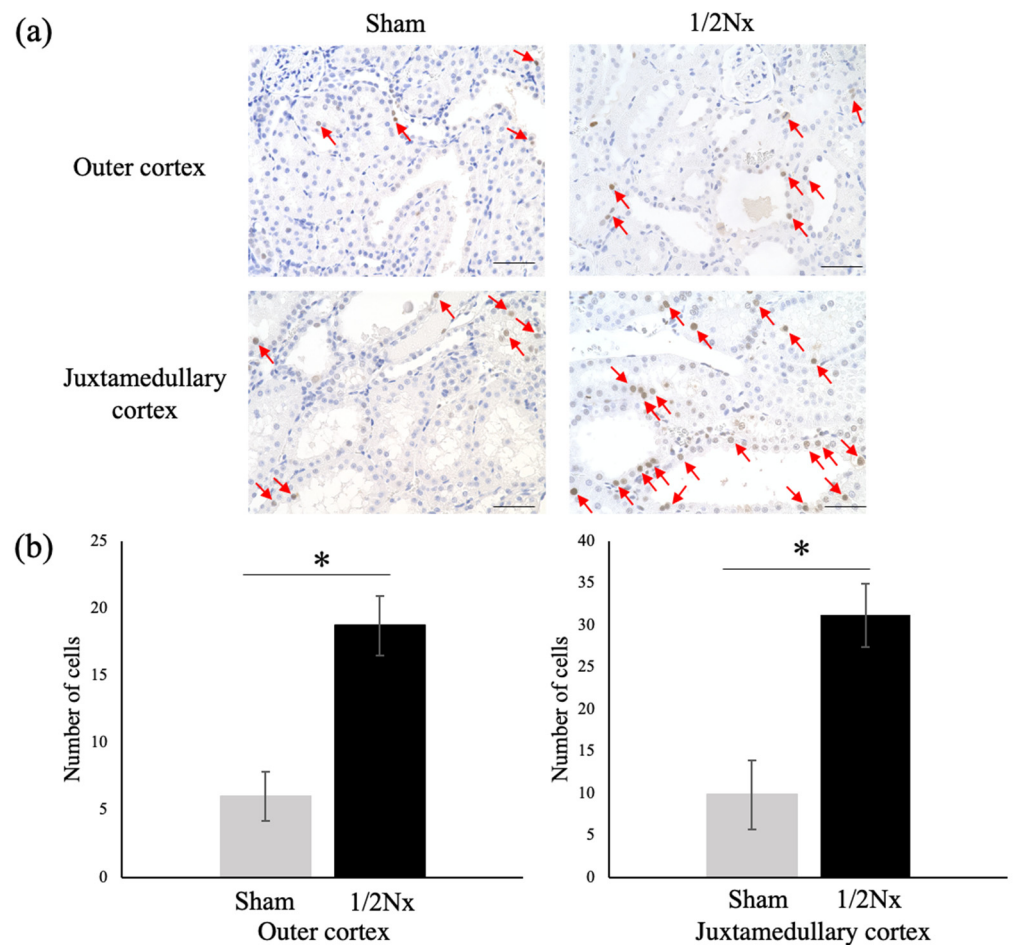 (a)
Sham
1/2Nx
Outer cortex
Juxtamedullary
cortex
(b)
25
20
15
10
5
0
Number of cells
*
Sham
1/2Nx
Outer cortex
40
35
30
25
20
15
10
5
0
Number of cells
*
Sham
1/2Nx
Juxtamedullary cortex